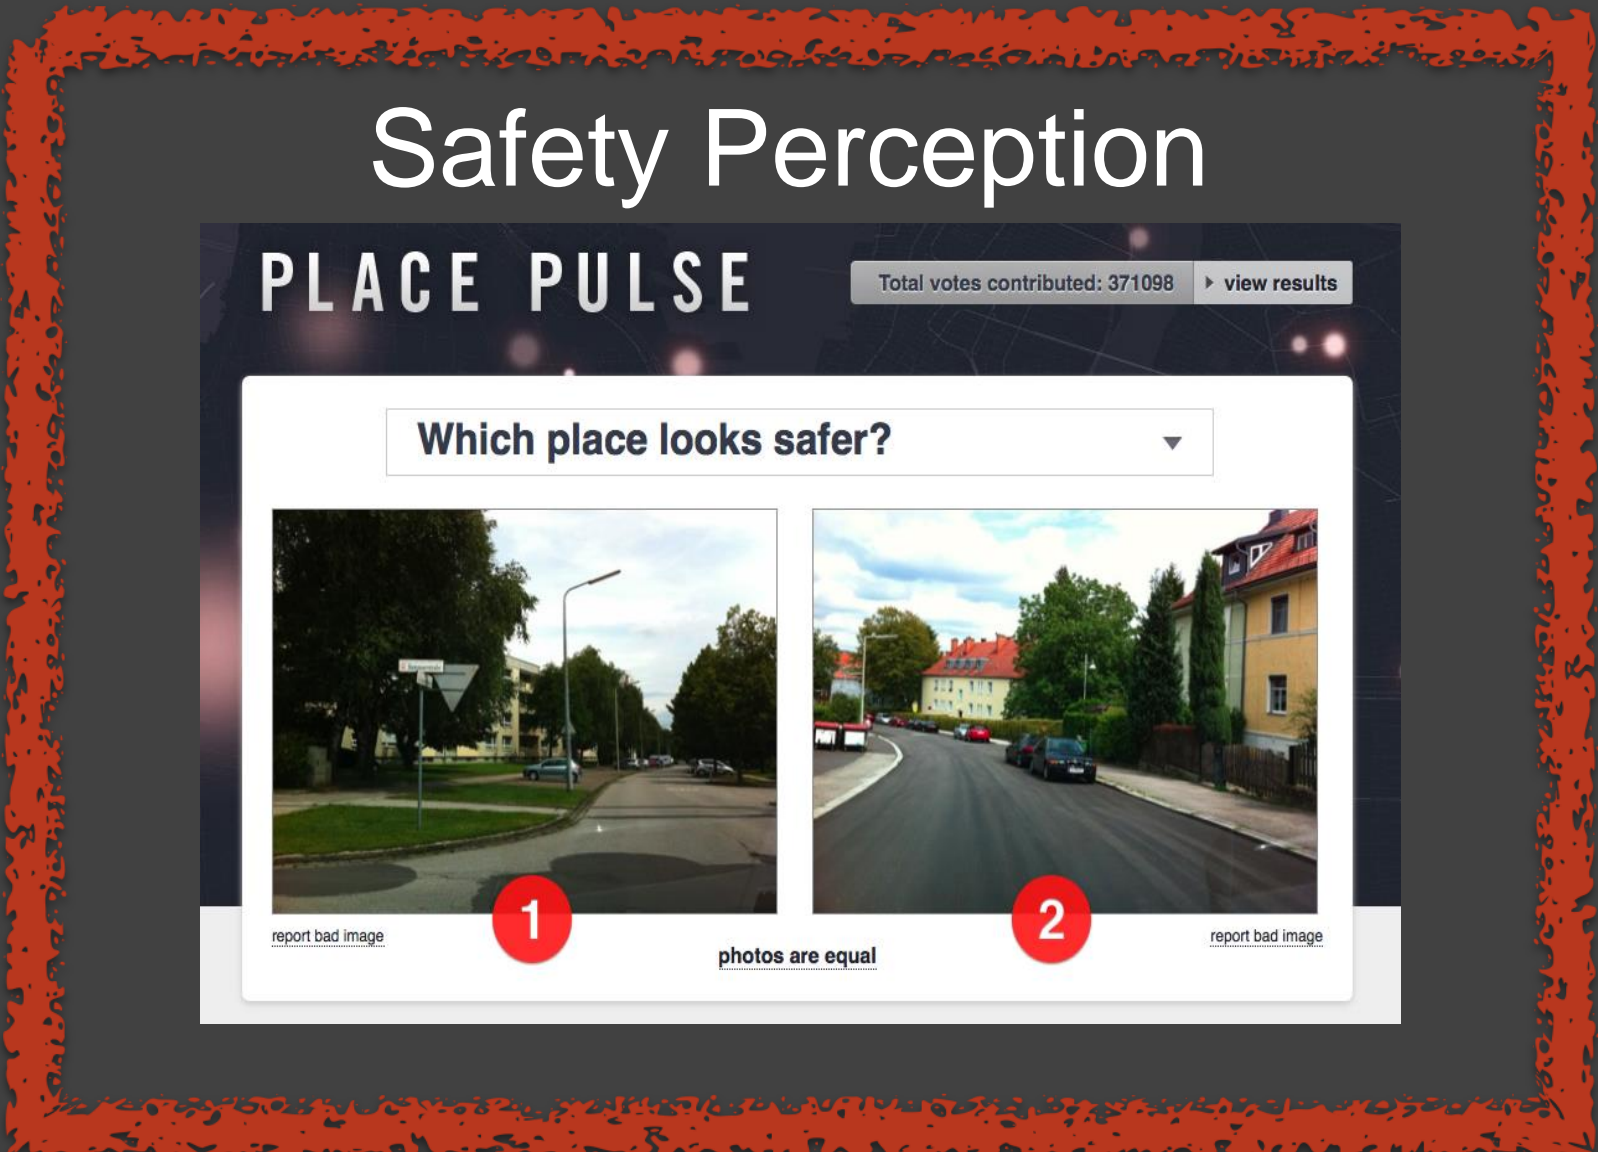 Safety Perception
PLACE PULSE
Total votes contributed: 371098
view results
Which place looks safer?
1
2
report bad image
photos are equal
report bad image